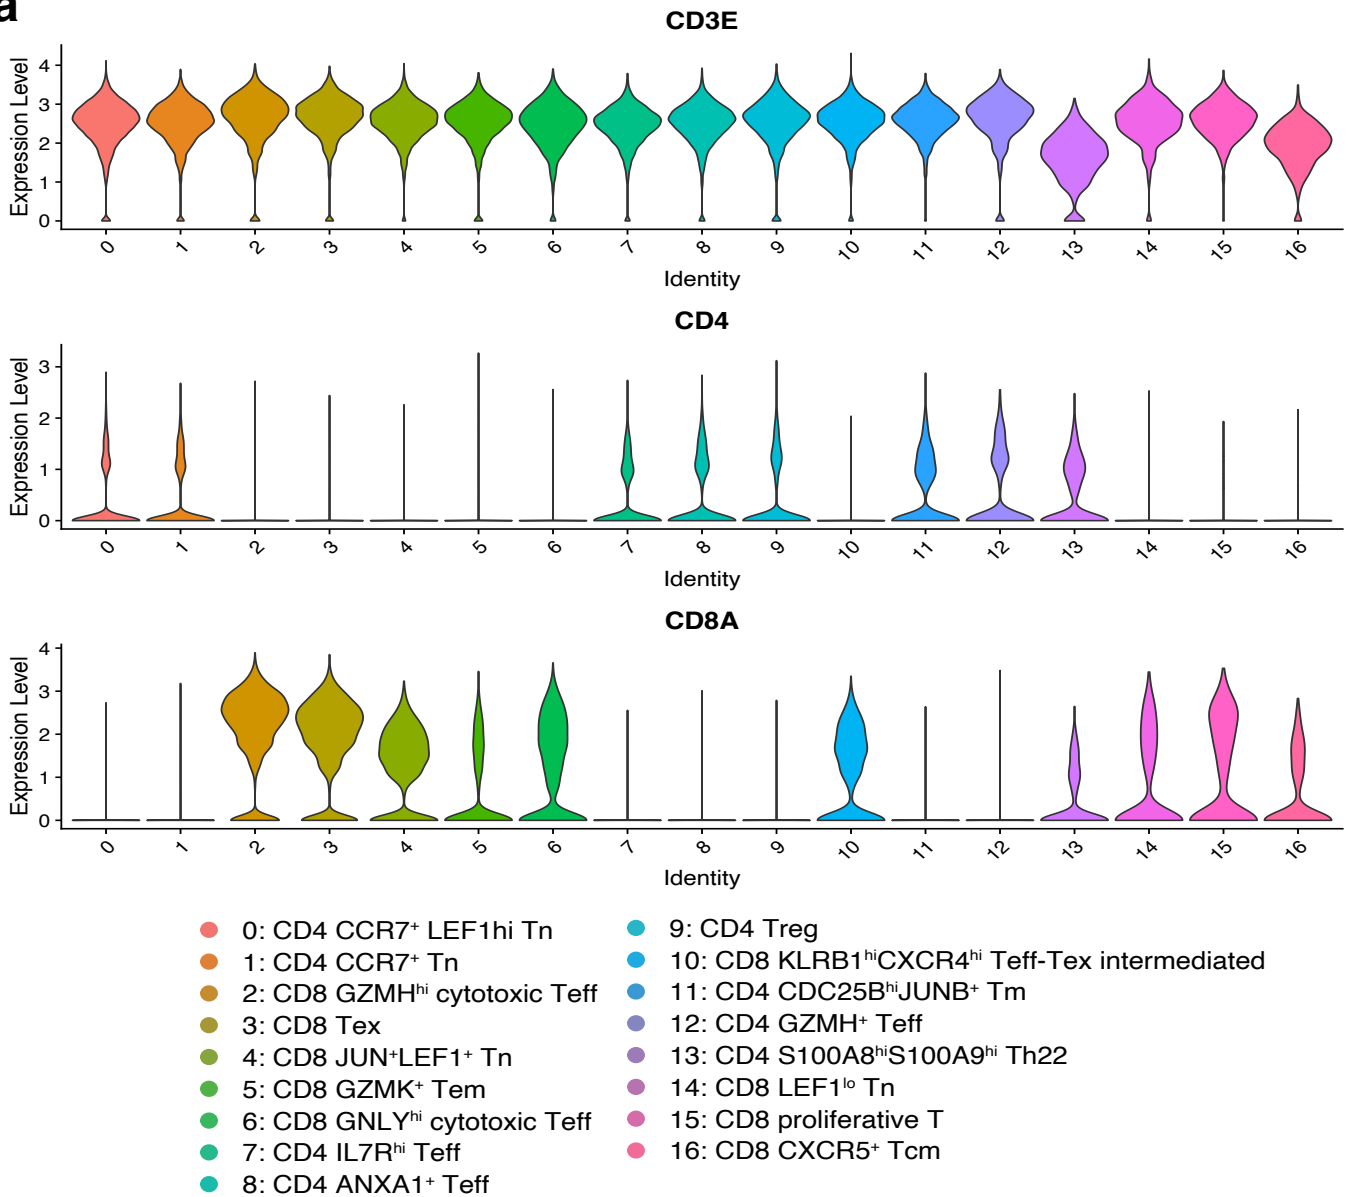 a
CD3E
Expression Level
4
3
2
1
0
0 1 2 3 4 5 6 7 8 9 10 11 12 13 14 15 16
Identity
CD4
Expression Level
3
2
1
0
0 1 2 3 4 5 6 7 8 9 10 11 12 13 14 15 16
Identity
CD8A
Expression Level
4
3
2
1
0
0 1 2 3 4 5 6 7 8 9 10 11 12 13 14 15 16
Identity
0: CD4 CCR7⁺ LEF1hi Tn
1: CD4 CCR7⁺ Tn
2: CD8 GZMHʰⁱ cytotoxic Teff
3: CD8 Tex
4: CD8 JUN⁺LEF1⁺ Tn
5: CD8 GZMK⁺ Tem
6: CD8 GNLYʰⁱ cytotoxic Teff
7: CD4 IL7Rʰⁱ Teff
8: CD4 ANXA1⁺ Teff
9: CD4 Treg
10: CD8 KLRB1ʰⁱCXCR4ʰⁱ Teff-Tex intermediated
11: CD4 CDC25BʰⁱJUNB⁺ Tm
12: CD4 GZMH⁺ Teff
13: CD4 S100A8ʰⁱS100A9ʰⁱ Th22
14: CD8 LEF1ˡᵒ Tn
15: CD8 proliferative T
16: CD8 CXCR5⁺ Tcm